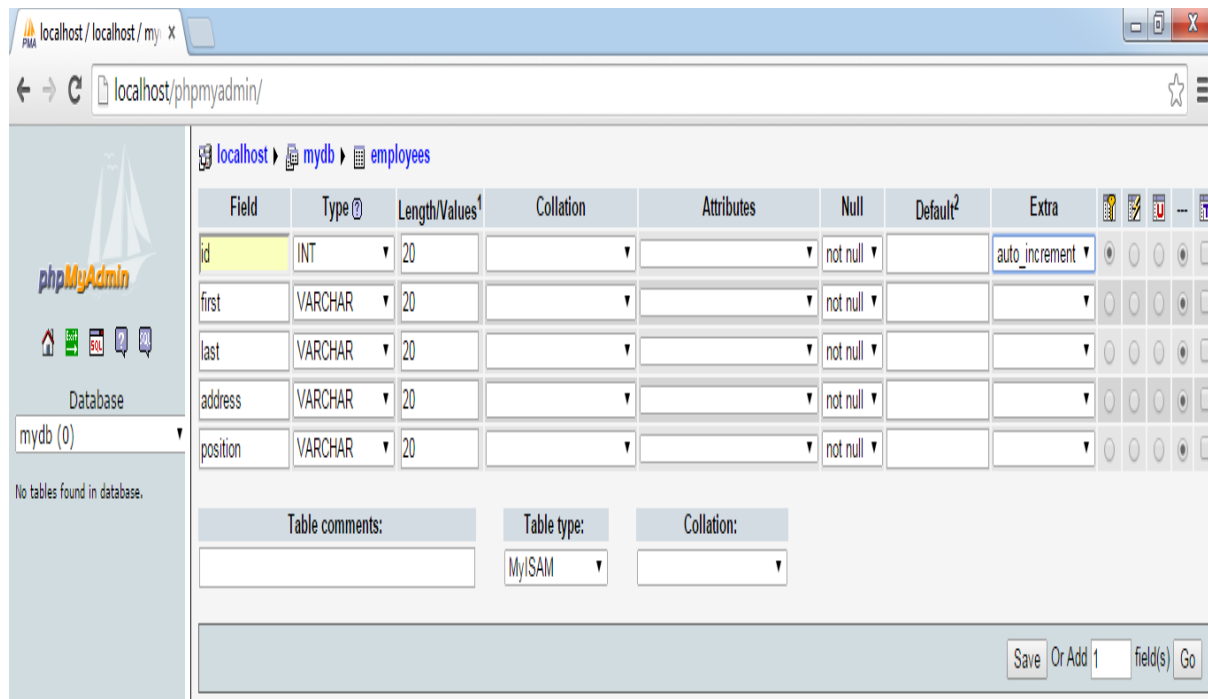 localhost / localhost / my
localhost/phpmyadmin/
phpMyAdmin
Database
mydb (0)
No tables found in database.
localhost mydb employees
Field Type Length/Values1 Collation Attributes Null Default2 Extra
id INT 20 not null auto_increment
first VARCHAR 20 not null
last VARCHAR 20 not null
address VARCHAR 20 not null
position VARCHAR 20 not null
Table comments: Table type: Collation:
MyISAM
Save Or Add 1 field(s) Go